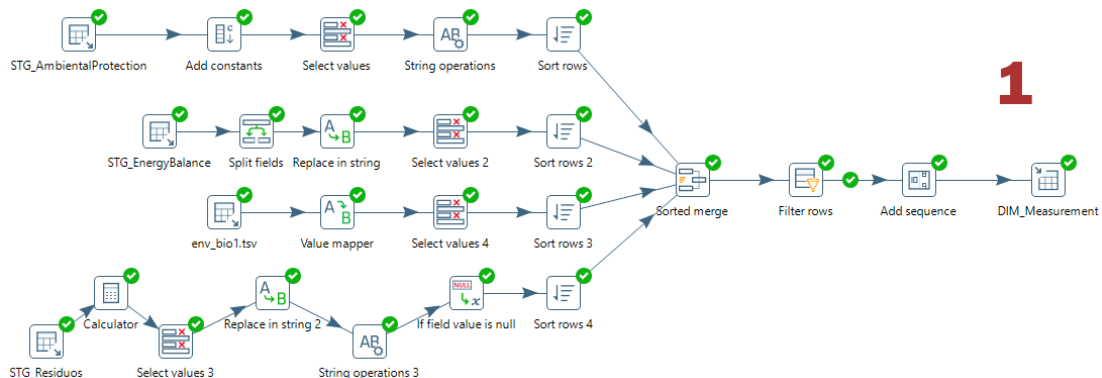 STG_AmbientalProtection
Add constants
Select values
String operations
Sort rows
1
STG_EnergyBalance
Split fields
Replace in string
Select values 2
Sort rows 2
Sorted merge
Filter rows
Add sequence
DIM_Measurement
env_bio1.tsv
Value mapper
Select values 4
Sort rows 3
Calculator
Replace in string 2
If field value is null
Sort rows 4
STG_Residuos
Select values 3
String operations 3